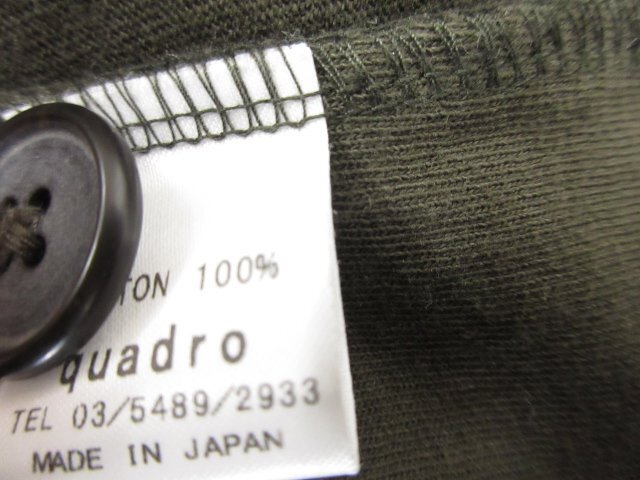 TON 100%
quadro
TEL 03/5489/2933
MADE IN JAPAN